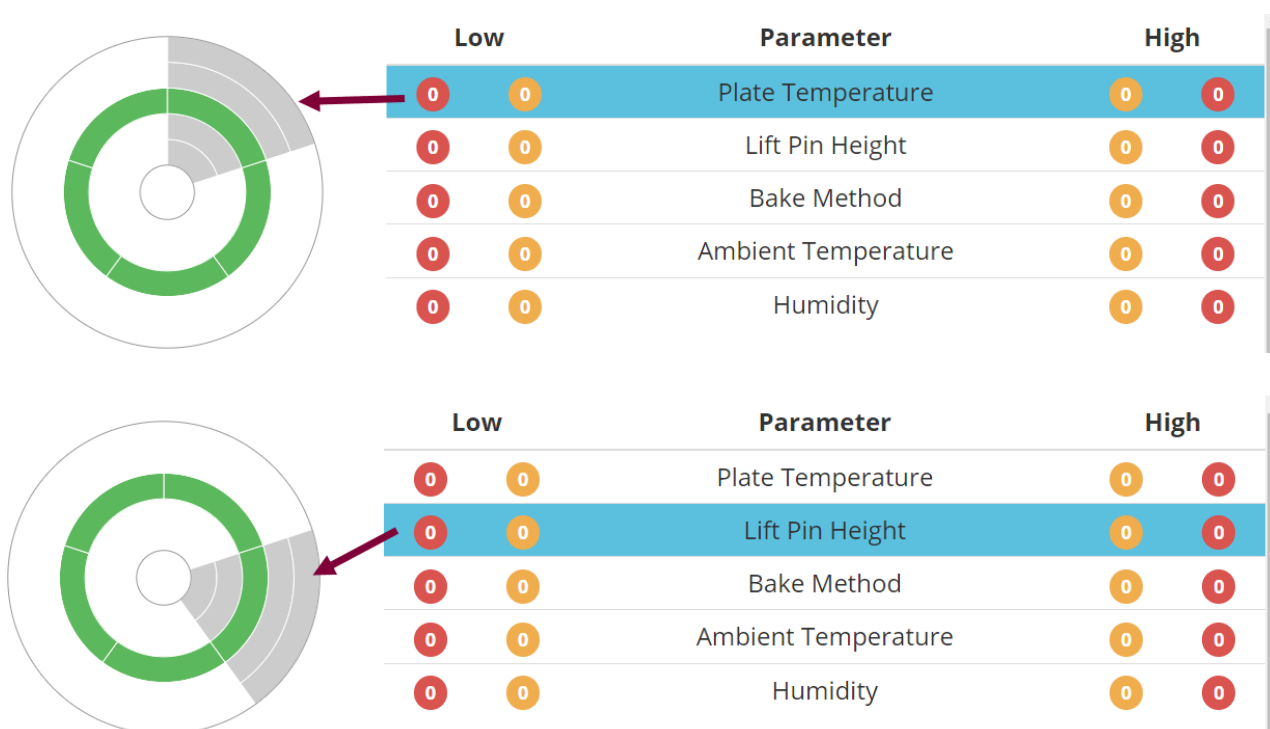 Low Parameter High
0 0 Plate Temperature 0 0
0 0 Lift Pin Height 0 0
0 0 Bake Method 0 0
0 0 Ambient Temperature 0 0
0 0 Humidity 0 0
Low Parameter High
0 0 Plate Temperature 0 0
0 0 Lift Pin Height 0 0
0 0 Bake Method 0 0
0 0 Ambient Temperature 0 0
0 0 Humidity 0 0